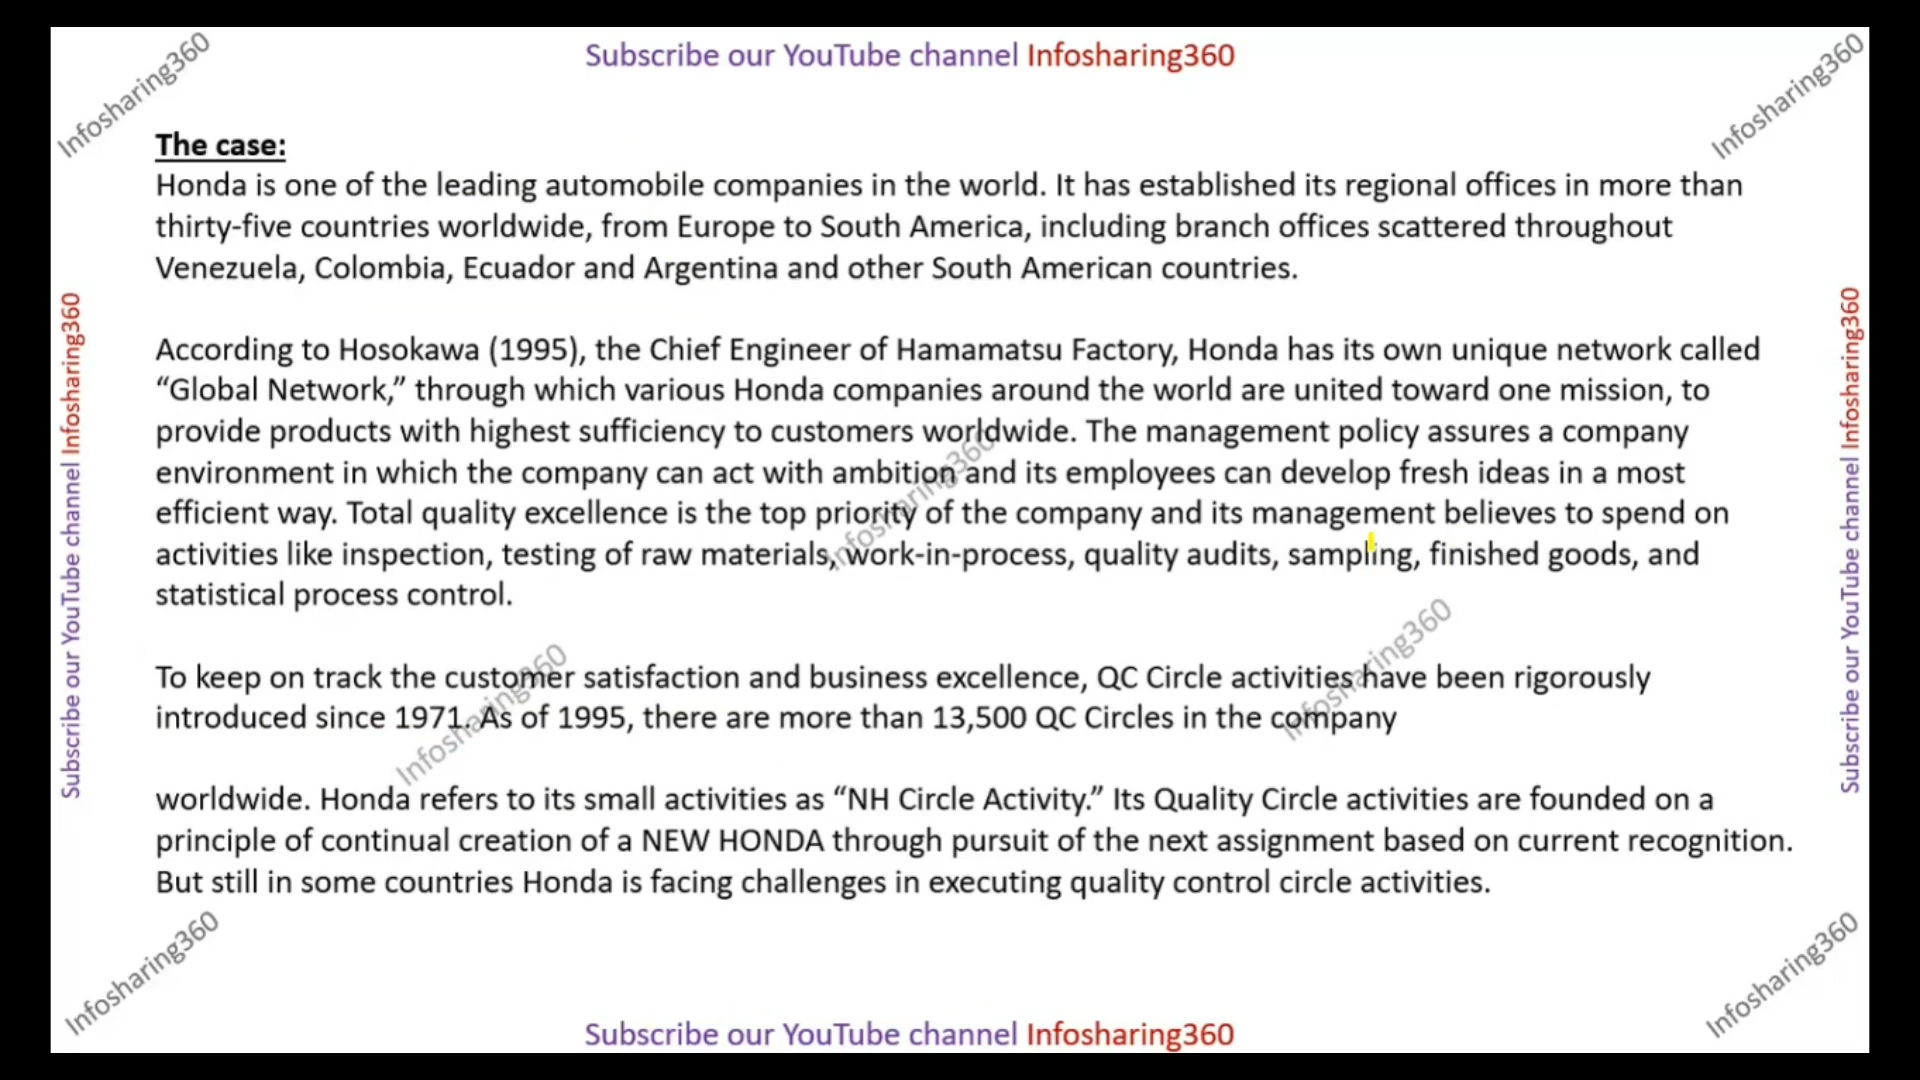 Subscribe our YouTube channel Infosharing360
Infosharing360
Infosharing360
The case:
Honda is one of the leading automobile companies in the world. It has established its regional offices in more than
thirty-five countries worldwide, from Europe to South America, including branch offices scattered throughout
Venezuela, Colombia, Ecuador and Argentina and other South American countries.
According to Hosokawa (1995), the Chief Engineer of Hamamatsu Factory, Honda has its own unique network called
“Global Network,” through which various Honda companies around the world are united toward one mission, to
provide products with highest sufficiency to customers worldwide. The management policy assures a company
environment in which the company can act with ambition and its employees can develop fresh ideas in a most
efficient way. Total quality excellence is the top priority of the company and its management believes to spend on
activities like inspection, testing of raw materials, work-in-process, quality audits, sampling, finished goods, and
statistical process control.
To keep on track the customer satisfaction and business excellence, QC Circle activities have been rigorously
introduced since 1971. As of 1995, there are more than 13,500 QC Circles in the company
worldwide. Honda refers to its small activities as “NH Circle Activity.” Its Quality Circle activities are founded on a
principle of continual creation of a NEW HONDA through pursuit of the next assignment based on current recognition.
But still in some countries Honda is facing challenges in executing quality control circle activities.
Subscribe our YouTube channel Infosharing360
Subscribe our YouTube channel Infosharing360
Infosharing360
Infosharing360
Infosharing360
Infosharing360
Infosharing360
Subscribe our YouTube channel Infosharing360